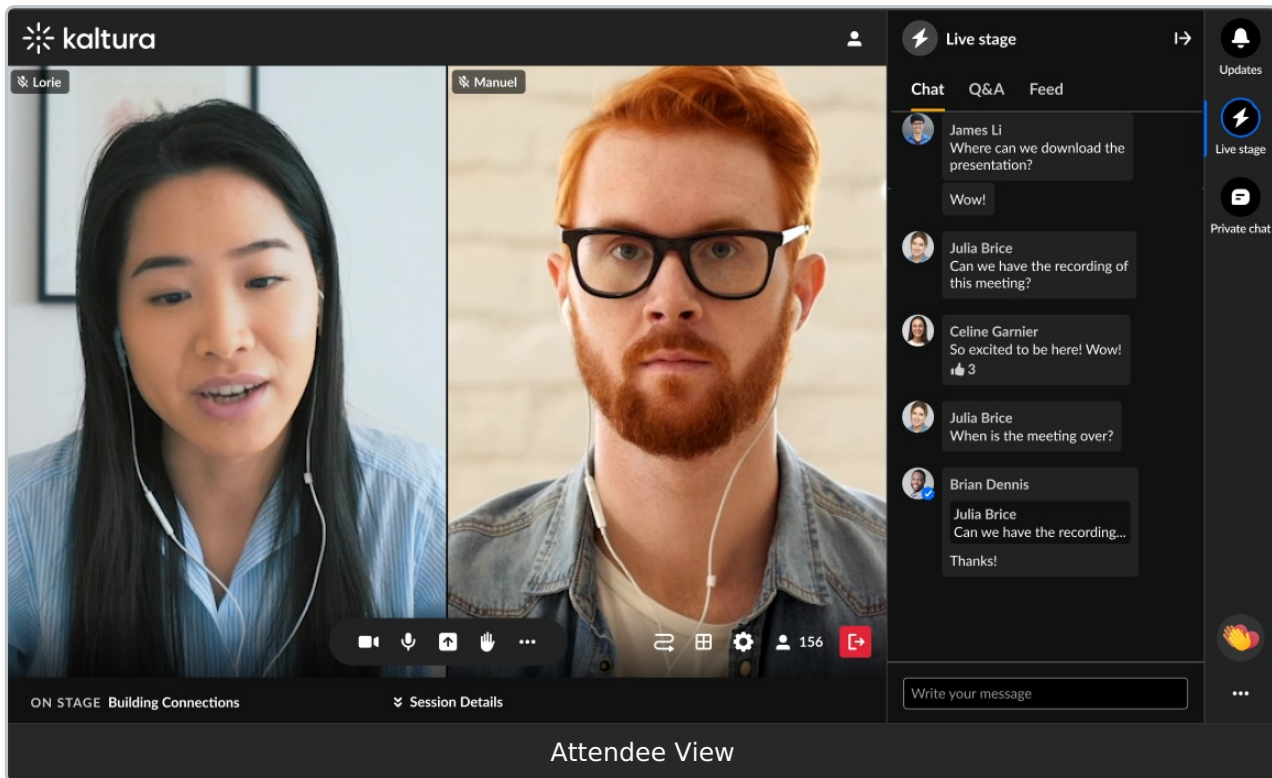 kaltura
Lorie
Manuel
156
ON STAGE Building Connections
Session Details
Live stage
Chat Q&A Feed
James Li
Where can we download the
presentation?
Wow!
Julia Brice
Can we have the recording of
this meeting?
Celine Garnier
So excited to be here! Wow!
3
Julia Brice
When is the meeting over?
Brian Dennis
Julia Brice
Can we have the recording...
Thanks!
Write your message
Updates
Live stage
Private chat
Attendee View